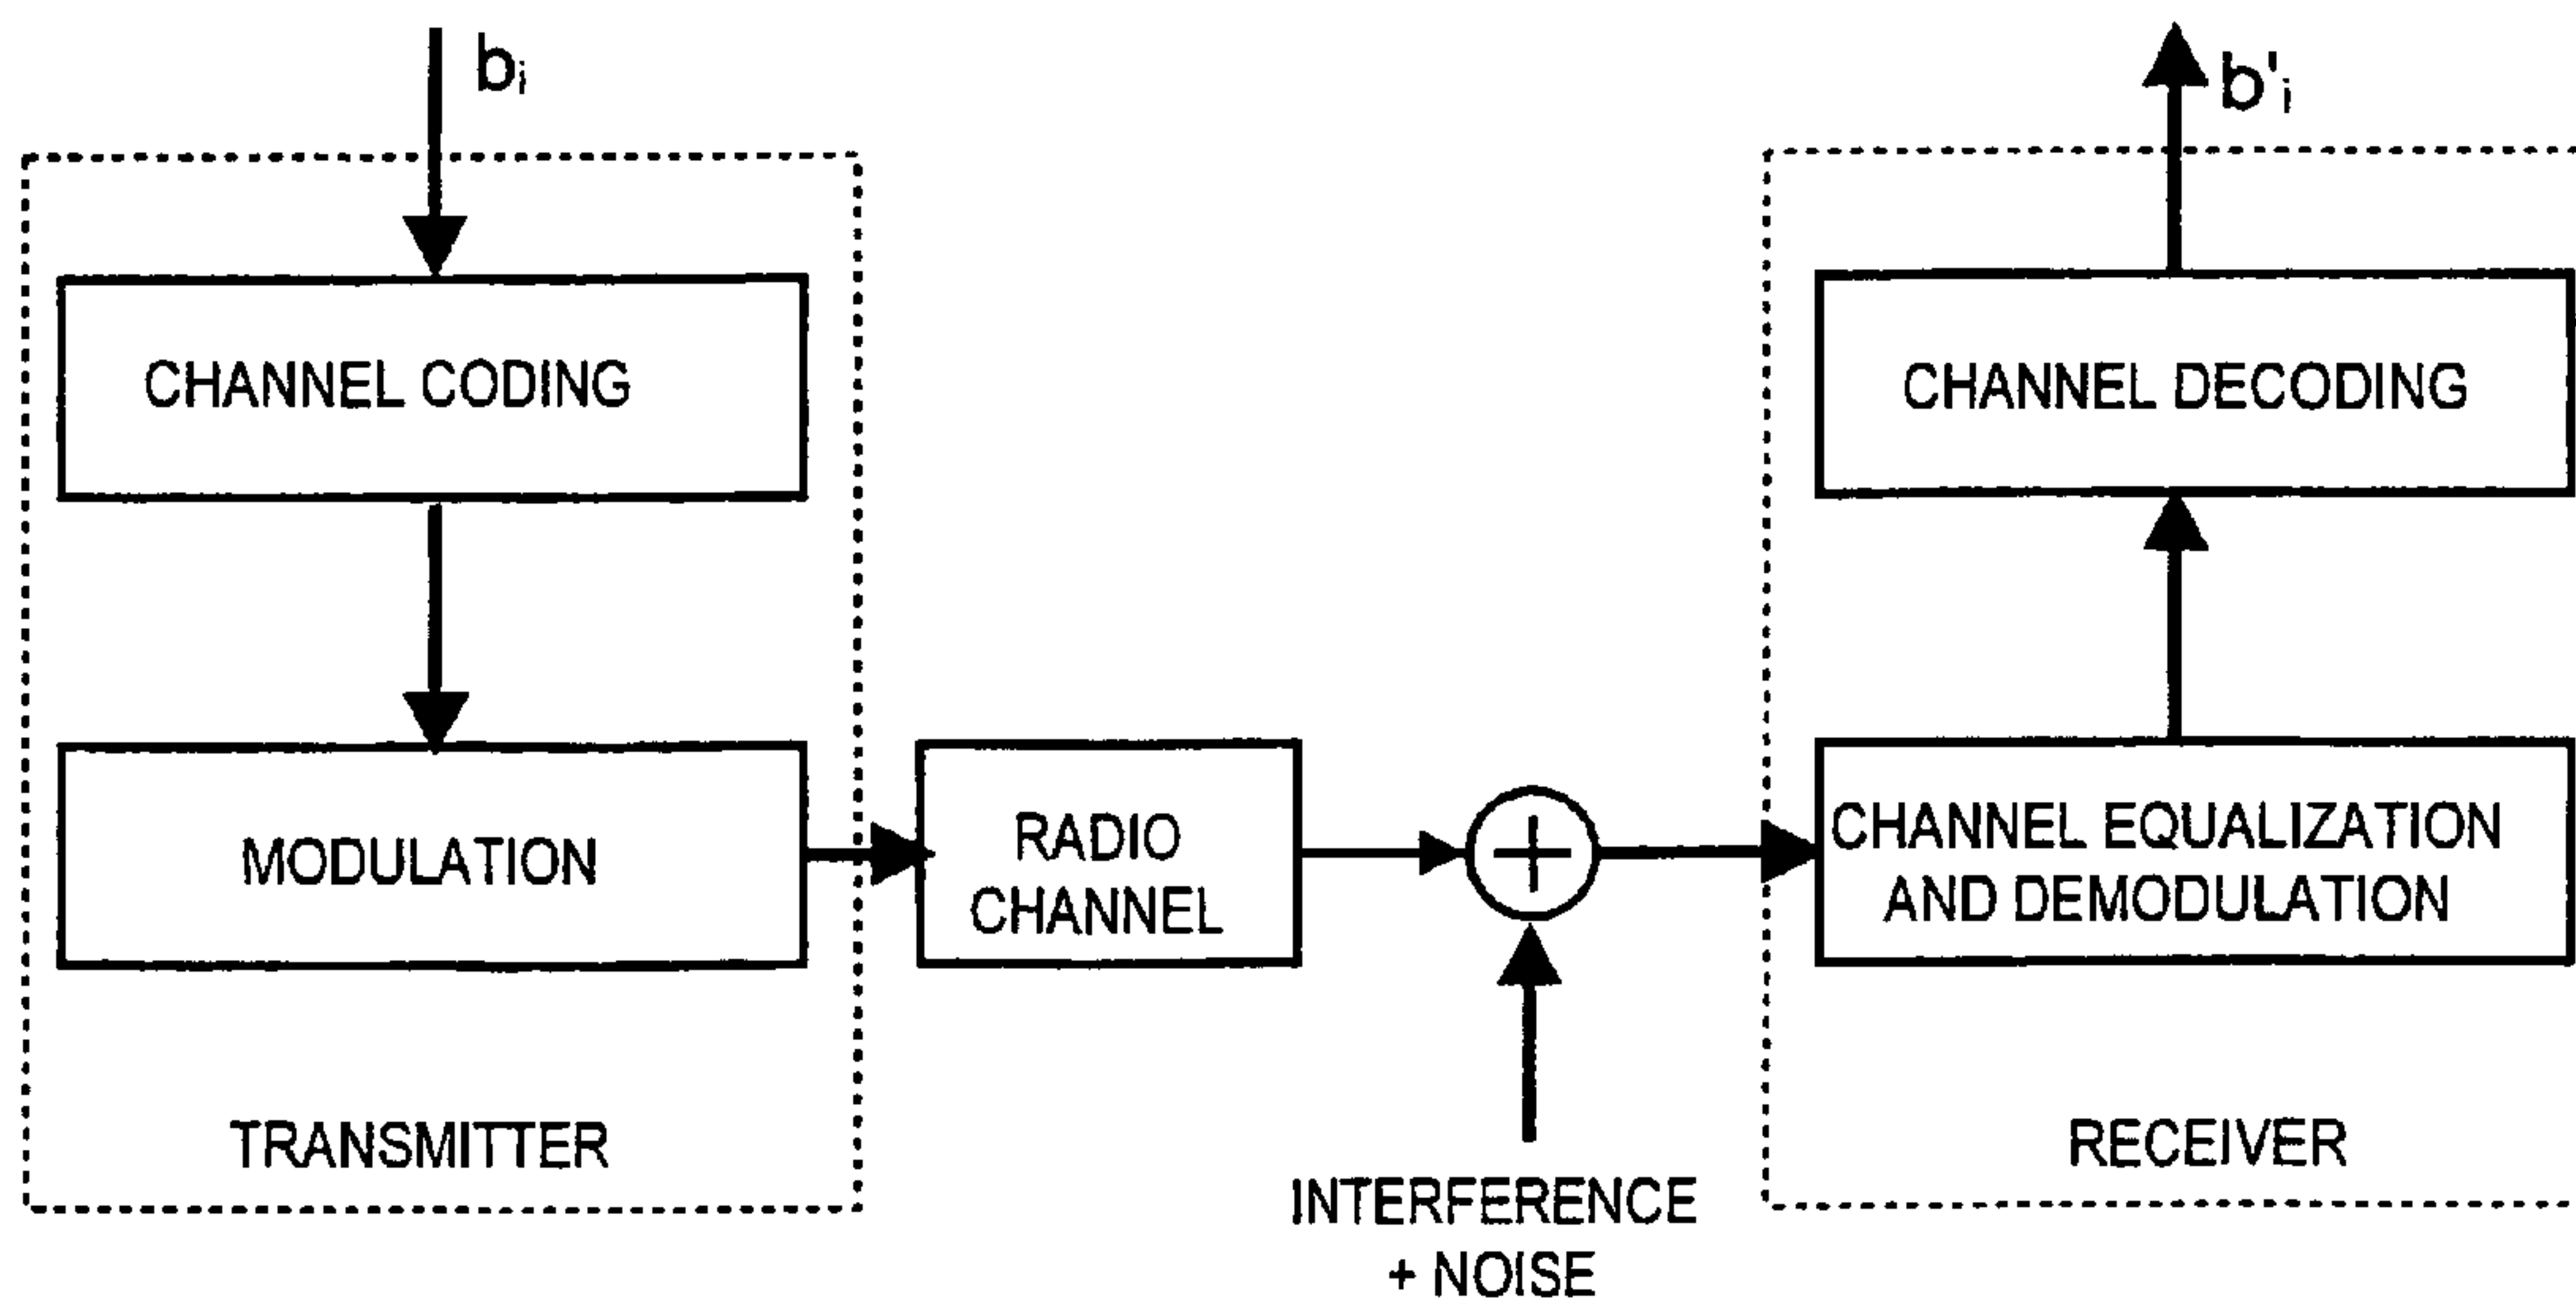 bi
b'i
CHANNEL CODING
CHANNEL DECODING
MODULATION
RADIO
CHANNEL
+
CHANNEL EQUALIZATION
AND DEMODULATION
TRANSMITTER
RECEIVER
INTERFERENCE
+ NOISE